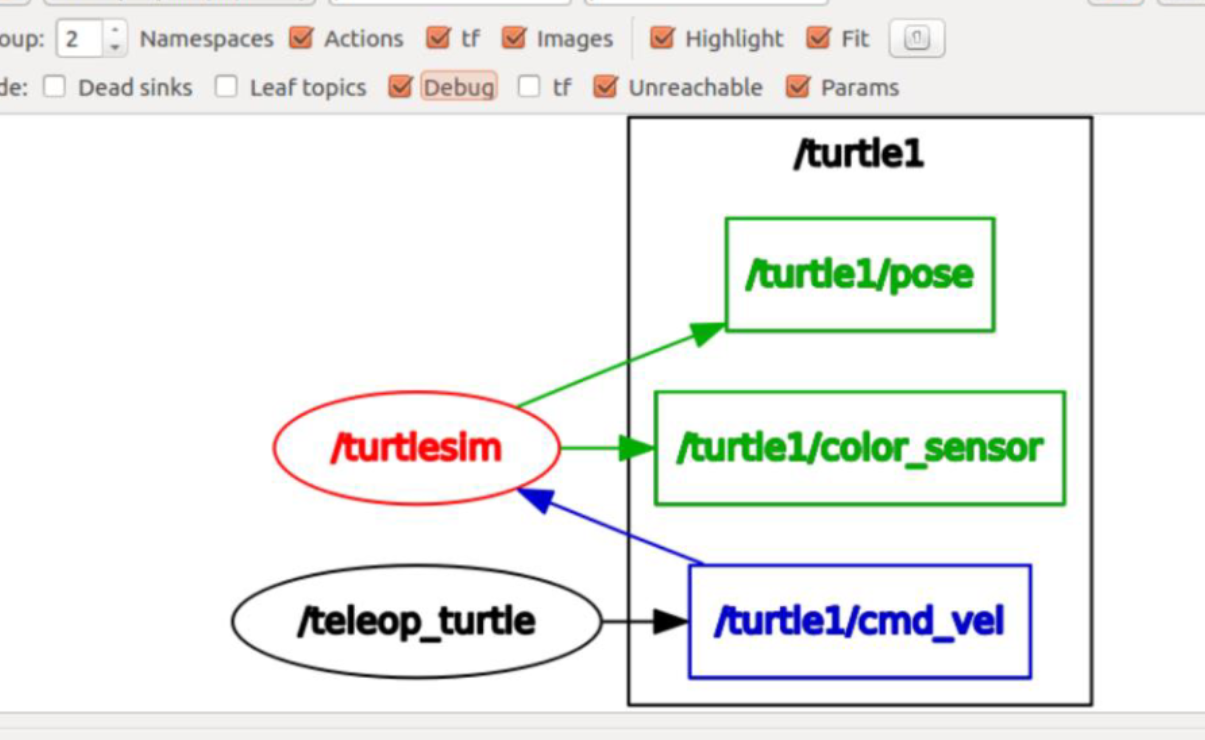 oup: 2 Namespaces Actions tf Images Highlight Fit
de: Dead sinks Leaf topics Debug tf Unreachable Params
/turtle1
/turtle1/pose
/turtlesim /turtle1/color_sensor
/teleop_turtle /turtle1/cmd_vel